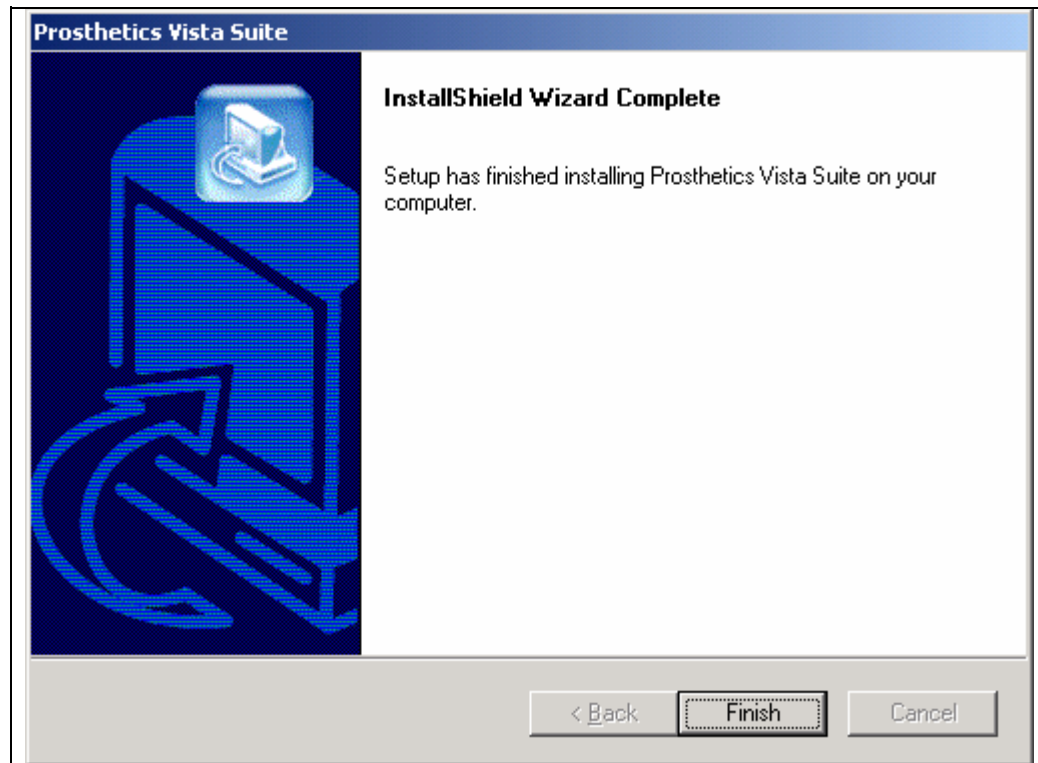 Prosthetics Vista Suite
InstallShield Wizard Complete
Setup has finished installing Prosthetics Vista Suite on your
computer.
< Back
Finish
Cancel